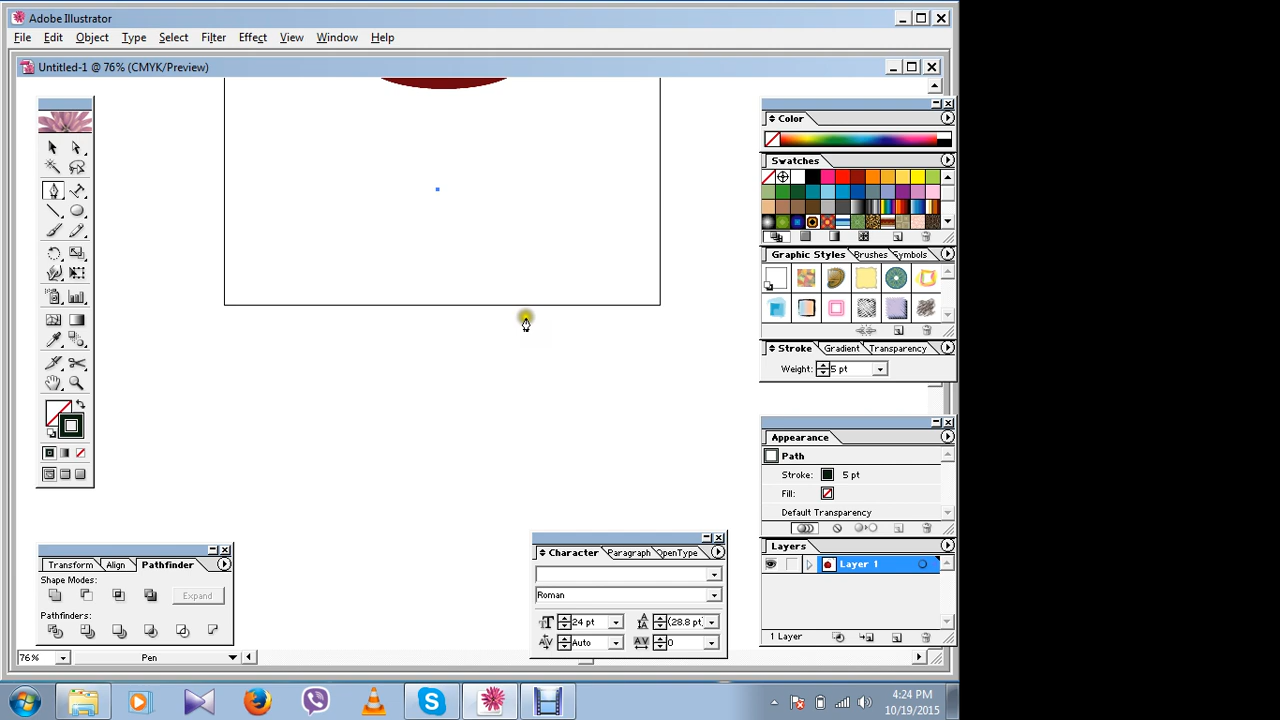 Adobe Illustrator
File Edit Object Type Select Filter Effect View Window Help
Untitled-1 @ 76% (CMYK/Preview)
Color
Swatches
Graphic Styles Brushes Symbols
Stroke Gradient Transparency
Weight: 5 pt
Appearance
Path
Stroke: 5 pt
Fill:
Default Transparency
Layers
Layer 1
1 Layer
Transform Align Pathfinder
Shape Modes:
Expand
Pathfinders:
Character Paragraph OpenType
Roman
24 pt (28.8 pt)
Auto 0
76% Pen
4:24 PM
10/19/2015